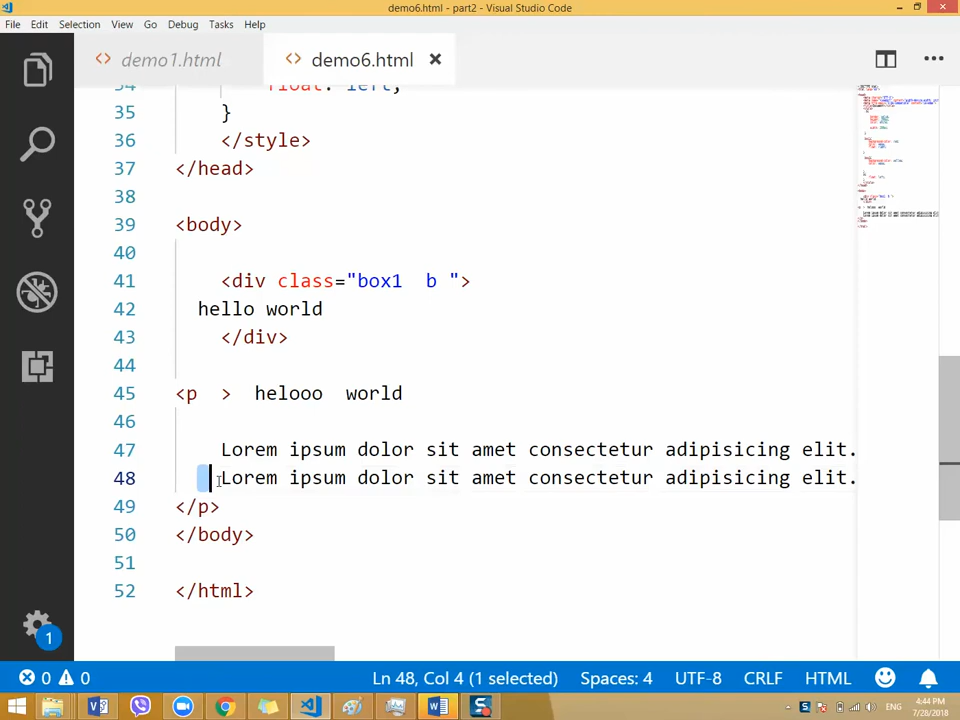 demo6.html - part2 - Visual Studio Code
File Edit Selection View Go Debug Tasks Help
demo1.html demo6.html
34 float: left;
35 }
36 </style>
37 </head>
38
39 <body>
40
41 <div class="box1  b ">
42 hello world
43 </div>
44
45 <p  >  helooo  world
46
47 Lorem ipsum dolor sit amet consectetur adipisicing elit.
48 Lorem ipsum dolor sit amet consectetur adipisicing elit.
49 </p>
50 </body>
51
52 </html>
1
0 0 Ln 48, Col 4 (1 selected) Spaces: 4 UTF-8 CRLF HTML
ENG
4:44 PM
7/28/2018